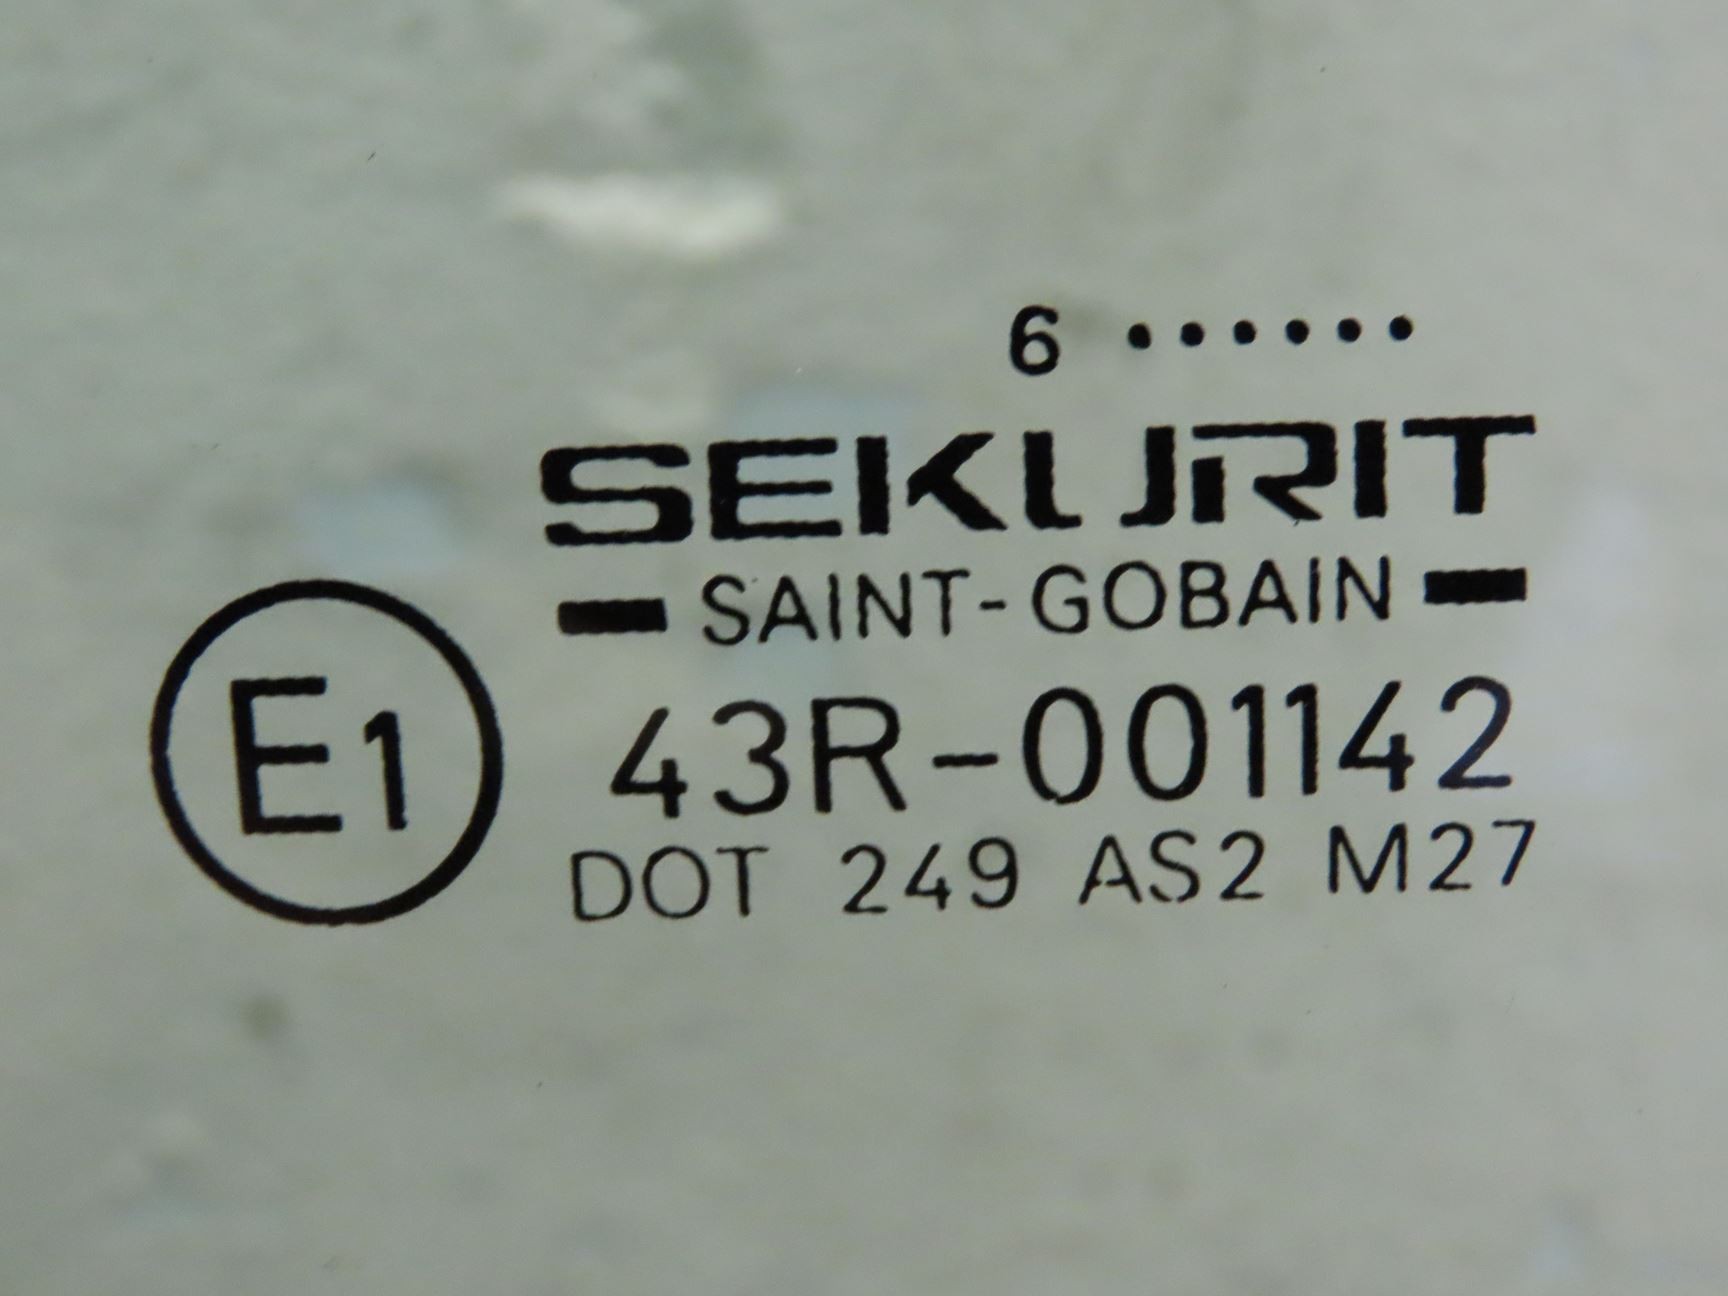 6 ••••••
SEKURIT
SAINT-GOBAIN
E1
43R-001142
DOT 249 AS2 M27